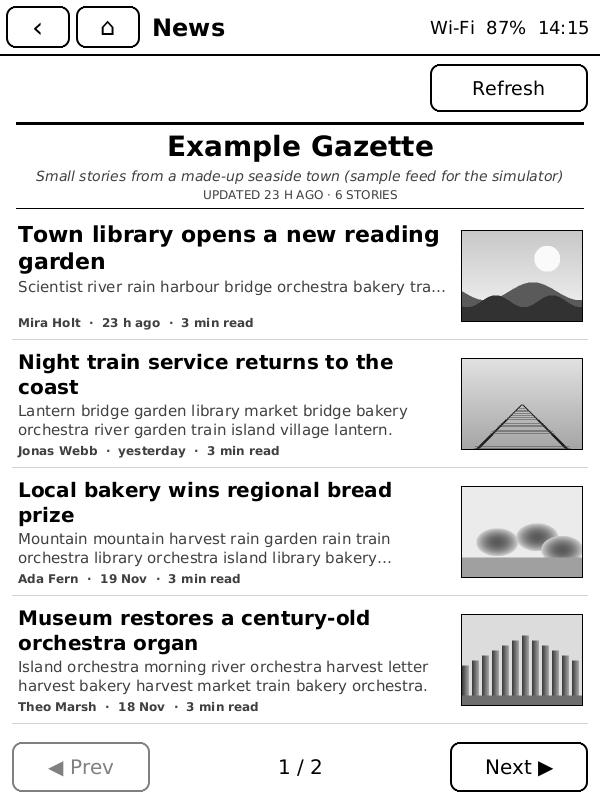 ‹ ⌂ News Wi-Fi 87% 14:15
Refresh
Example Gazette
Small stories from a made-up seaside town (sample feed for the simulator)
UPDATED 23 H AGO · 6 STORIES
Town library opens a new reading
garden
Scientist river rain harbour bridge orchestra bakery tra…
Mira Holt · 23 h ago · 3 min read
Night train service returns to the
coast
Lantern bridge garden library market bridge bakery
orchestra river garden train island village lantern.
Jonas Webb · yesterday · 3 min read
Local bakery wins regional bread
prize
Mountain mountain harvest rain garden rain train
orchestra library orchestra island library bakery…
Ada Fern · 19 Nov · 3 min read
Museum restores a century-old
orchestra organ
Island orchestra morning river orchestra harvest letter
harvest bakery harvest market train bakery orchestra.
Theo Marsh · 18 Nov · 3 min read
◀ Prev 1 / 2 Next ▶